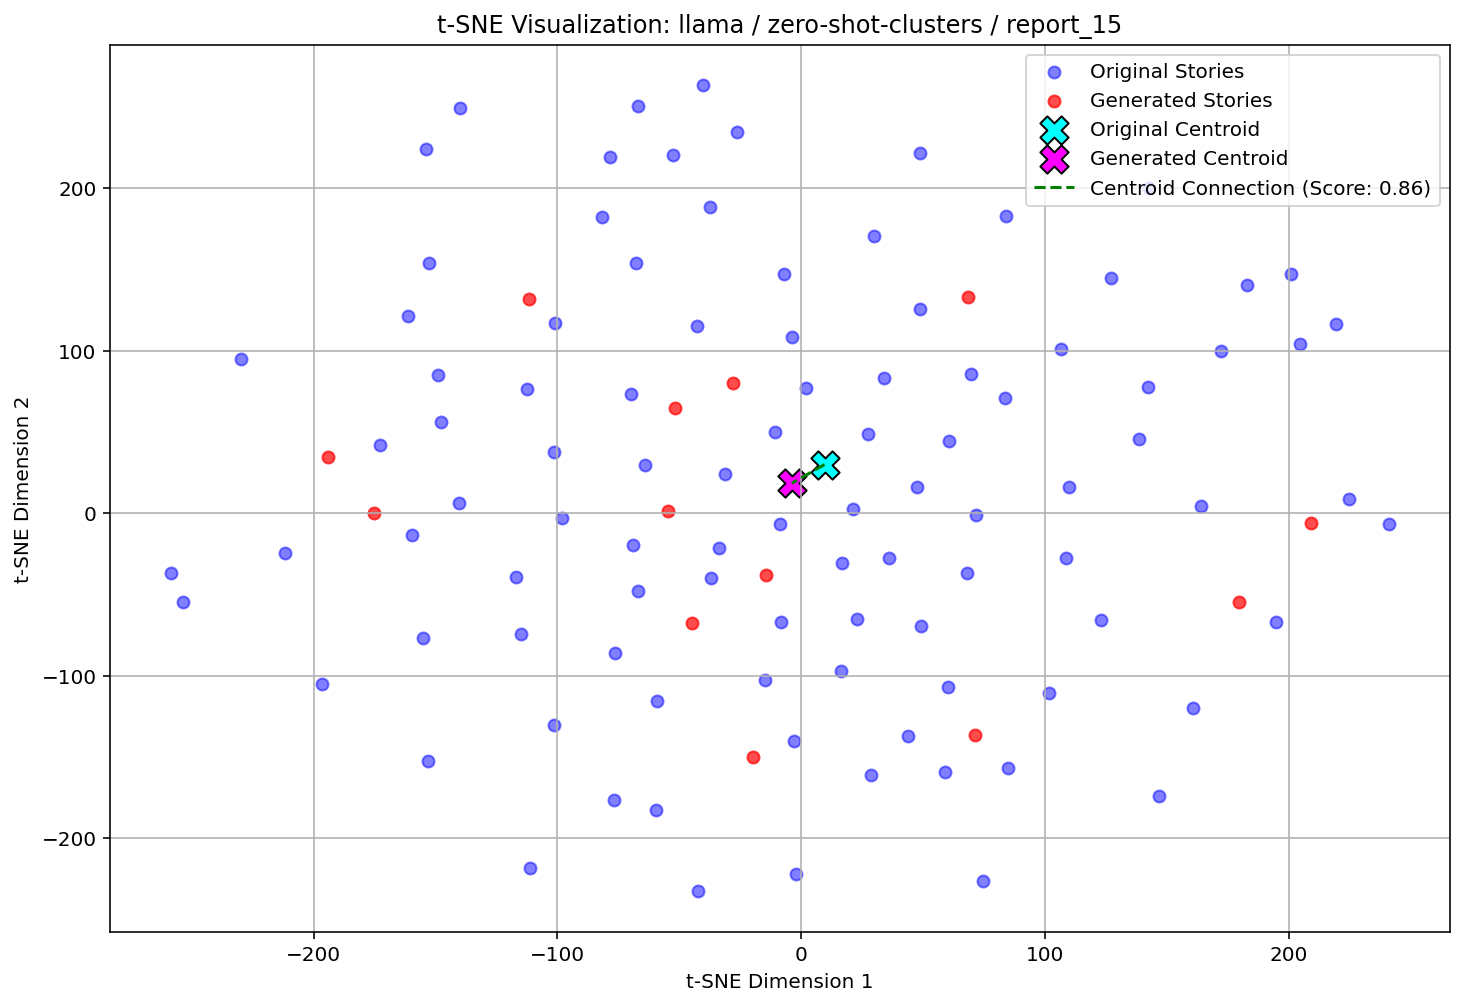 t-SNE Visualization: llama / zero-shot-clusters / report_15
Original Stories
Generated Stories
Original Centroid
Generated Centroid
Centroid Connection (Score: 0.86)
t-SNE Dimension 2
200
100
0
−100
−200
−200
−100
0
100
200
t-SNE Dimension 1